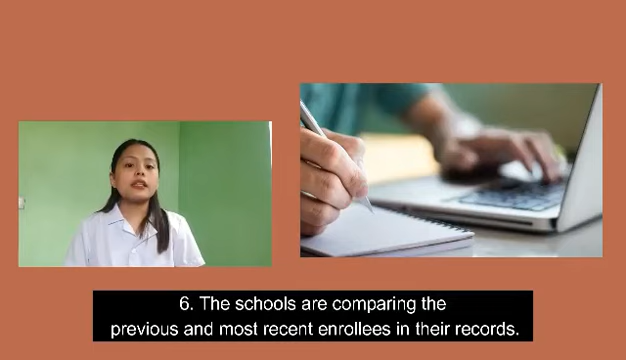 6. The schools are comparing the
previous and most recent enrollees in their records.